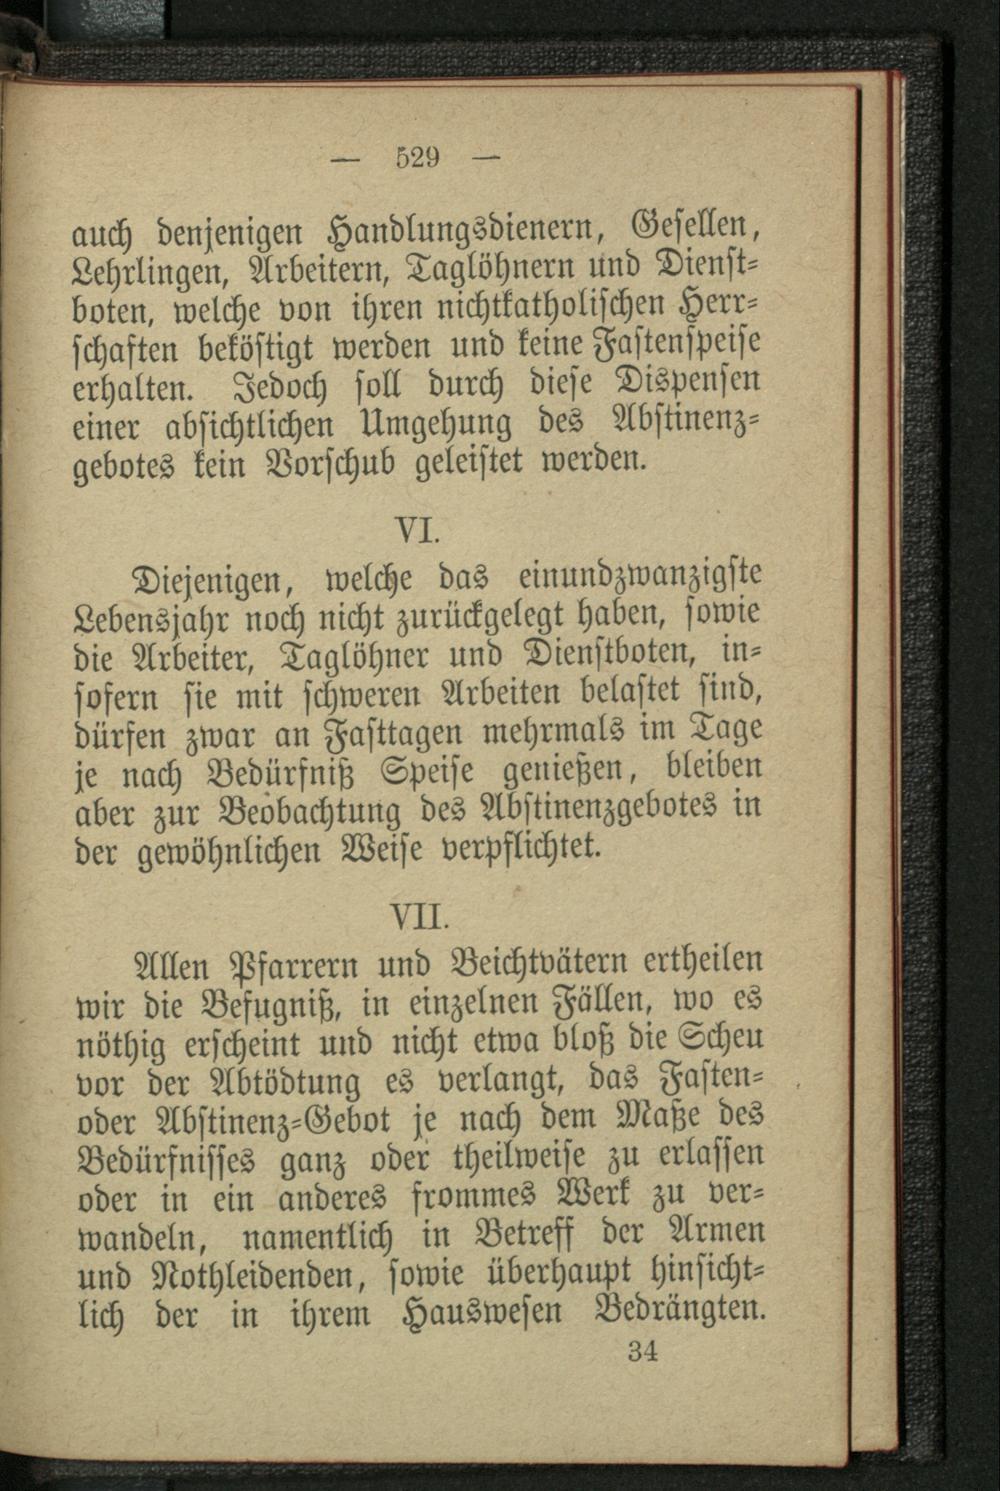 — 529 —
auch denjenigen Handlungsdienern, Gesellen,
Lehrlingen, Arbeitern, Taglöhnern und Dienst-
boten, welche von ihren nichtkatholischen Herr-
schaften beköstigt werden und keine Fastenspeise
erhalten. Jedoch soll durch diese Dispensen
einer absichtlichen Umgehung des Abstinenz-
gebotes kein Vorschub geleistet werden.
VI.
Diejenigen, welche das einundzwanzigste
Lebensjahr noch nicht zurückgelegt haben, sowie
die Arbeiter, Taglöhner und Dienstboten, in-
sofern sie mit schweren Arbeiten belastet sind,
dürfen zwar an Fasttagen mehrmals im Tage
je nach Bedürfniß Speise genießen, bleiben
aber zur Beobachtung des Abstinenzgebotes in
der gewöhnlichen Weise verpflichtet.
VII.
Allen Pfarrern und Beichtvätern ertheilen
wir die Befugniß, in einzelnen Fällen, wo es
nöthig erscheint und nicht etwa bloß die Scheu
vor der Abtödtung es verlangt, das Fasten-
oder Abstinenz-Gebot je nach dem Maße des
Bedürfnisses ganz oder theilweise zu erlassen
oder in ein anderes frommes Werk zu ver-
wandeln, namentlich in Betreff der Armen
und Nothleidenden, sowie überhaupt hinsicht-
lich der in ihrem Hauswesen Bedrängten.
34